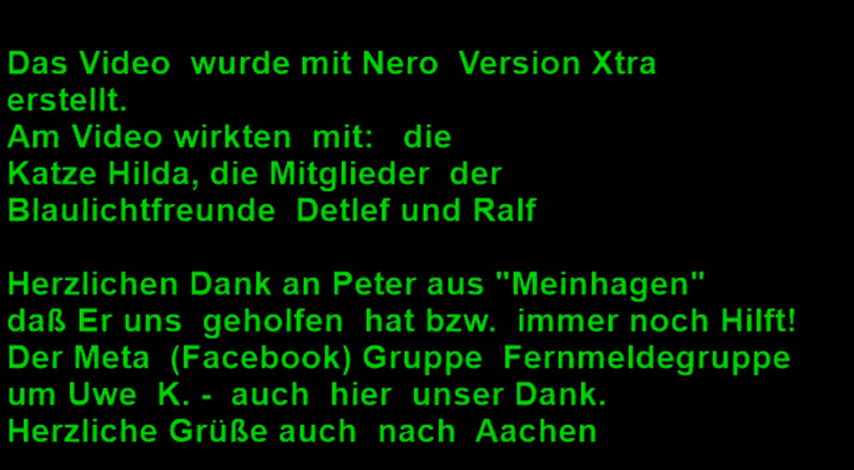 Das Video  wurde mit Nero  Version Xtra
erstellt.
Am Video wirkten  mit:   die
Katze Hilda, die Mitglieder  der
Blaulichtfreunde  Detlef und Ralf

Herzlichen Dank an Peter aus "Meinhagen"
daß Er uns  geholfen  hat bzw.  immer noch Hilft!
Der Meta  (Facebook) Gruppe  Fernmeldegruppe
um Uwe  K. -  auch  hier  unser Dank.
Herzliche Grüße auch  nach  Aachen